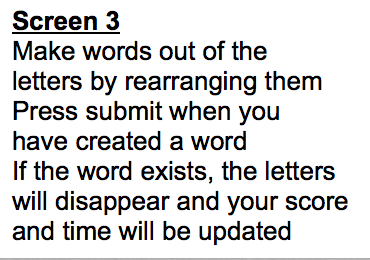 Screen 3
Make words out of the
letters by rearranging them
Press submit when you
have created a word
If the word exists, the letters
will disappear and your score
and time will be updated